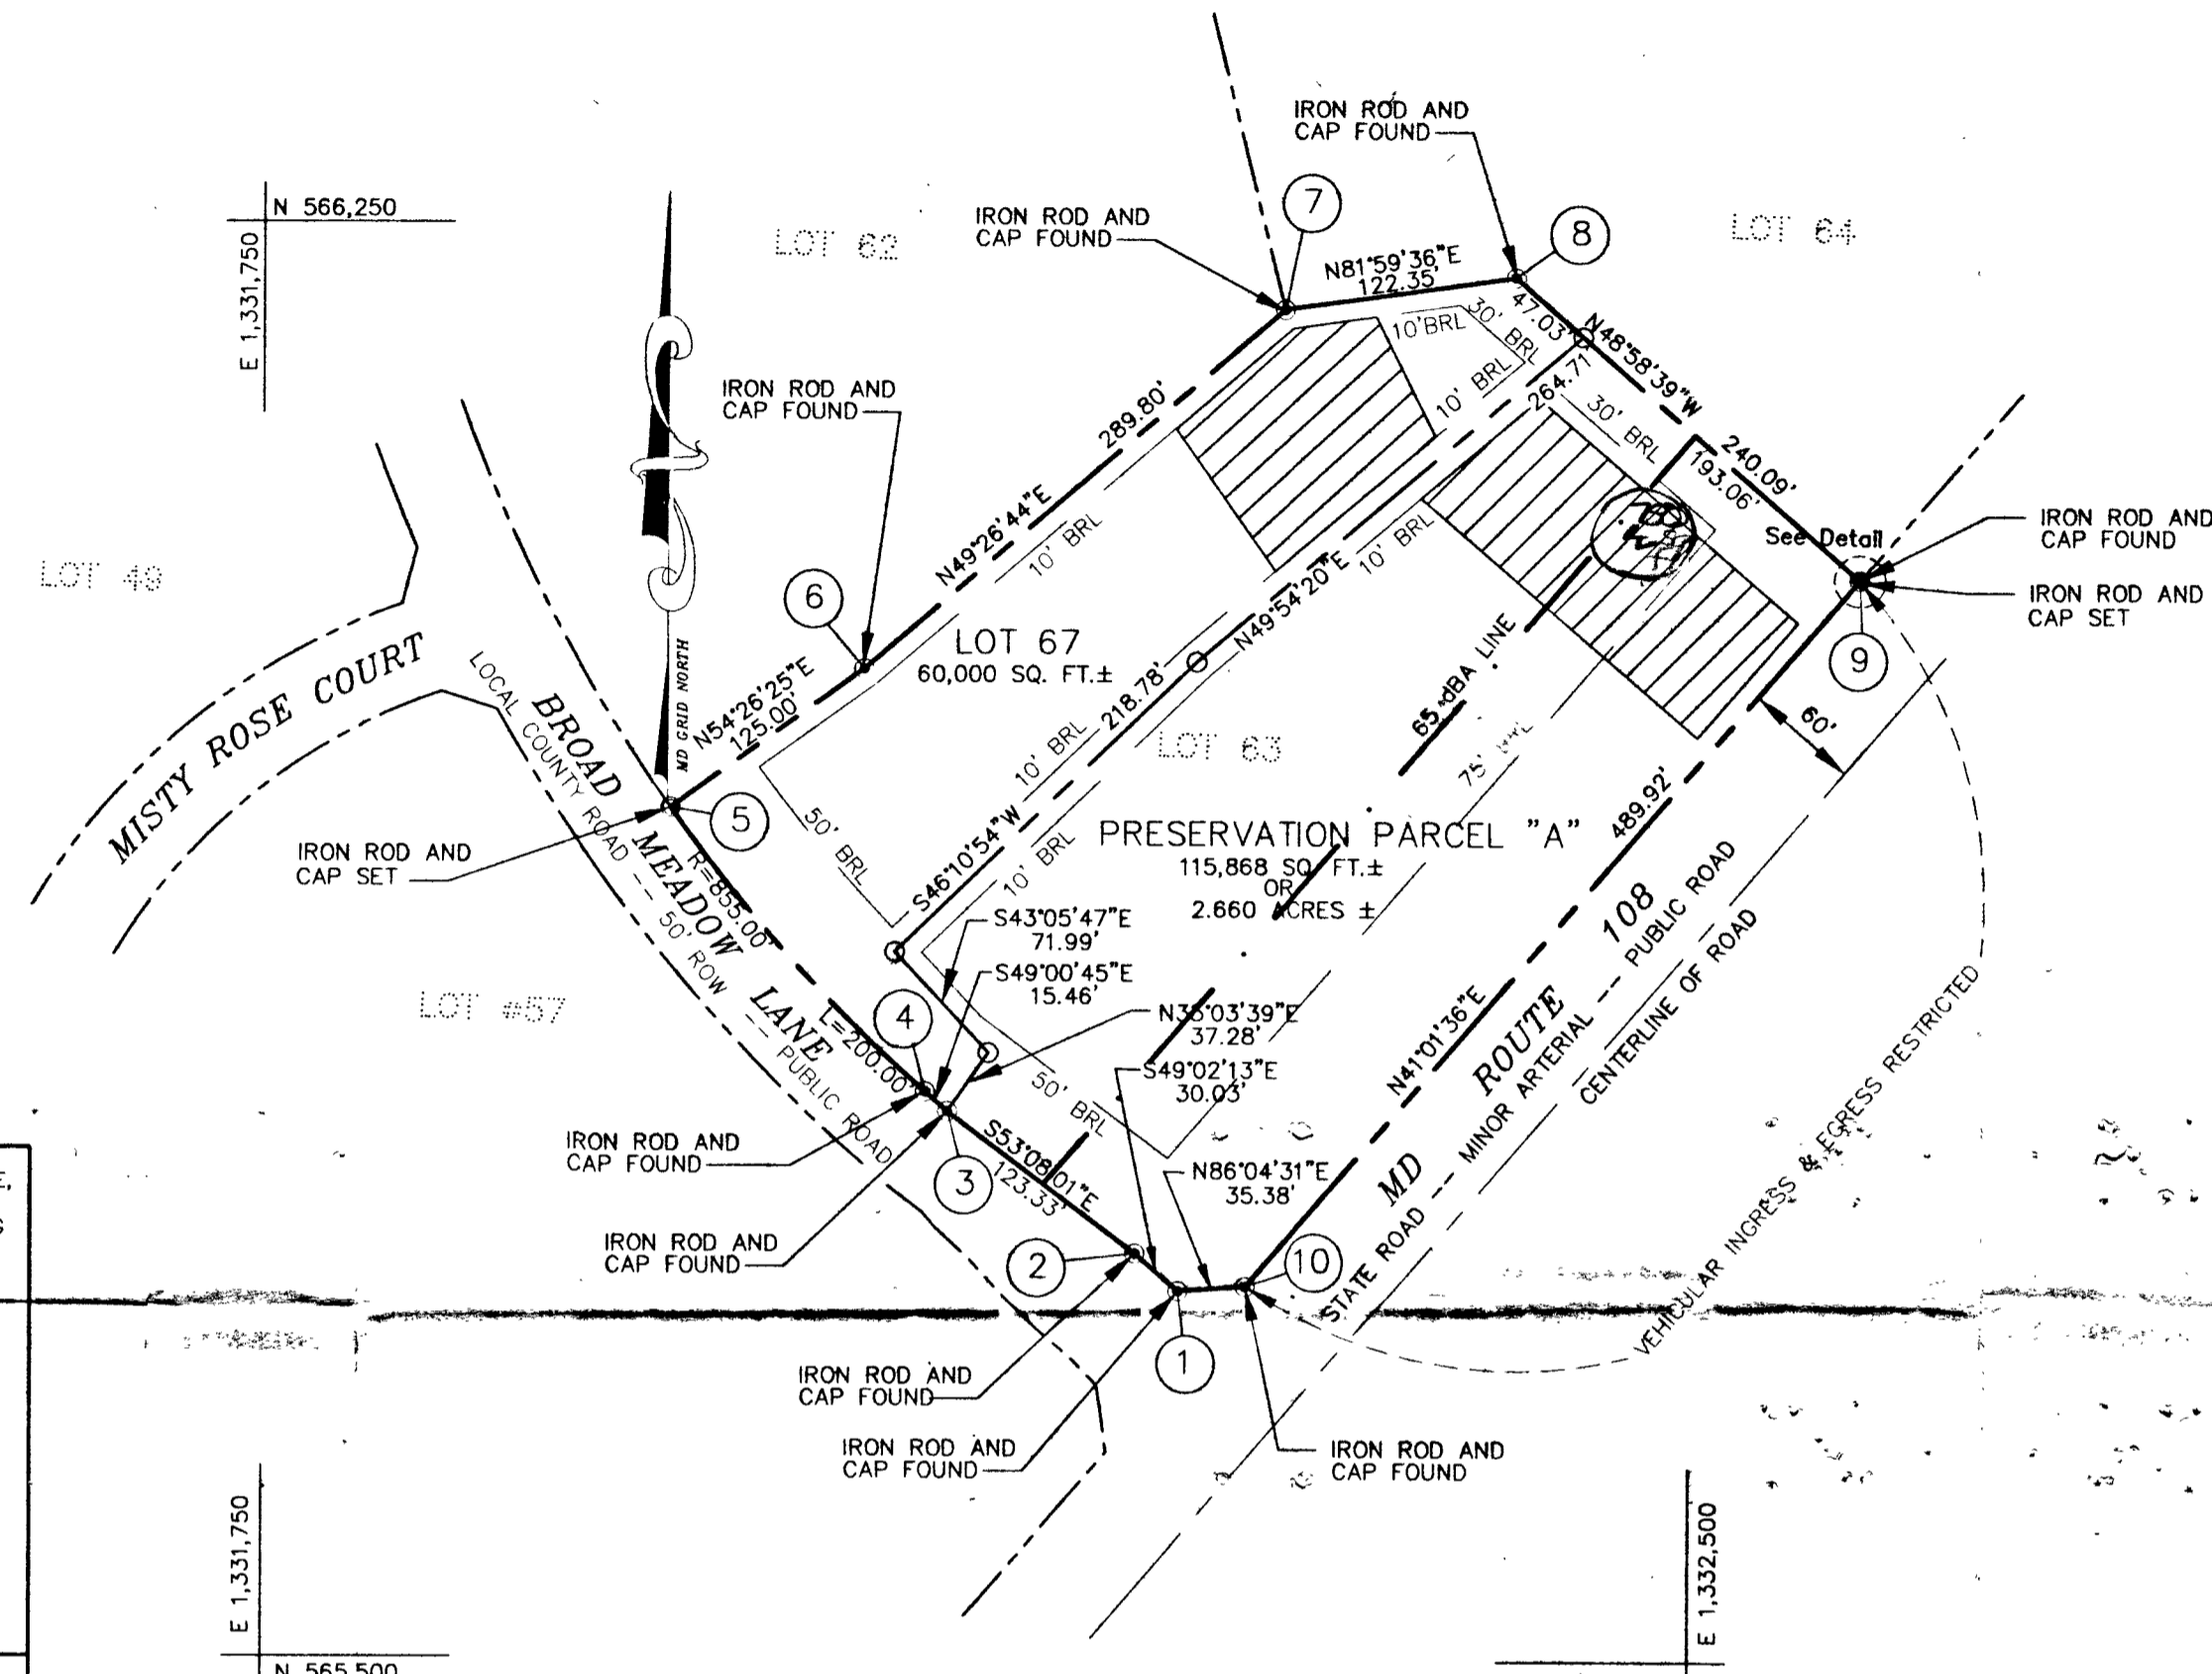 IRON ROD AND
CAP FOUND
N 566,250
E 1,331,750
LOT 62
IRON ROD AND
CAP FOUND
7
8
LOT 64
N81°59'36"E
122.35'
10'BRL
30' BRL
47.03'
N48°58'39"W
264.71
10' BRL
30' BRL
240.09'
193.06'
See Detail
IRON ROD AND
CAP FOUND
IRON ROD AND
CAP SET
9
60'
IRON ROD AND
CAP FOUND
289.80'
N49°26'44"E
10' BRL
10' BRL
N49°54'20"E
LOT 49
6
LOT 67
60,000 SQ. FT.±
N54°26'25"E
125.00'
MD GRID NORTH
MISTY ROSE COURT
BROAD MEADOW LANE
LOCAL COUNTY ROAD -- 50' ROW -- PUBLIC ROAD
5
IRON ROD AND
CAP SET
R=855.00'
L=200.00'
50' BRL
218.78'
10' BRL
S46°10'54"W
10' BRL
LOT 63
65 dBA LINE
75' BRL
PRESERVATION PARCEL "A"
115,868 SQ. FT.±
OR
2.660 ACRES ±
489.92'
N41°01'36"E
MD ROUTE 108
STATE ROAD -- MINOR ARTERIAL -- PUBLIC ROAD
CENTERLINE OF ROAD
VEHICULAR INGRESS & EGRESS RESTRICTED
S43°05'47"E
71.99'
S49°00'45"E
15.46'
N36°03'39"E
37.28'
S49°02'13"E
30.03'
LOT #57
4
50' BRL
IRON ROD AND
CAP FOUND
3
S53°08'01"E
123.33'
N86°04'31"E
35.38'
IRON ROD AND
CAP FOUND
2
10
1
IRON ROD AND
CAP FOUND
IRON ROD AND
CAP FOUND
IRON ROD AND
CAP FOUND
E 1,331,750
N 565,500
E 1,332,500